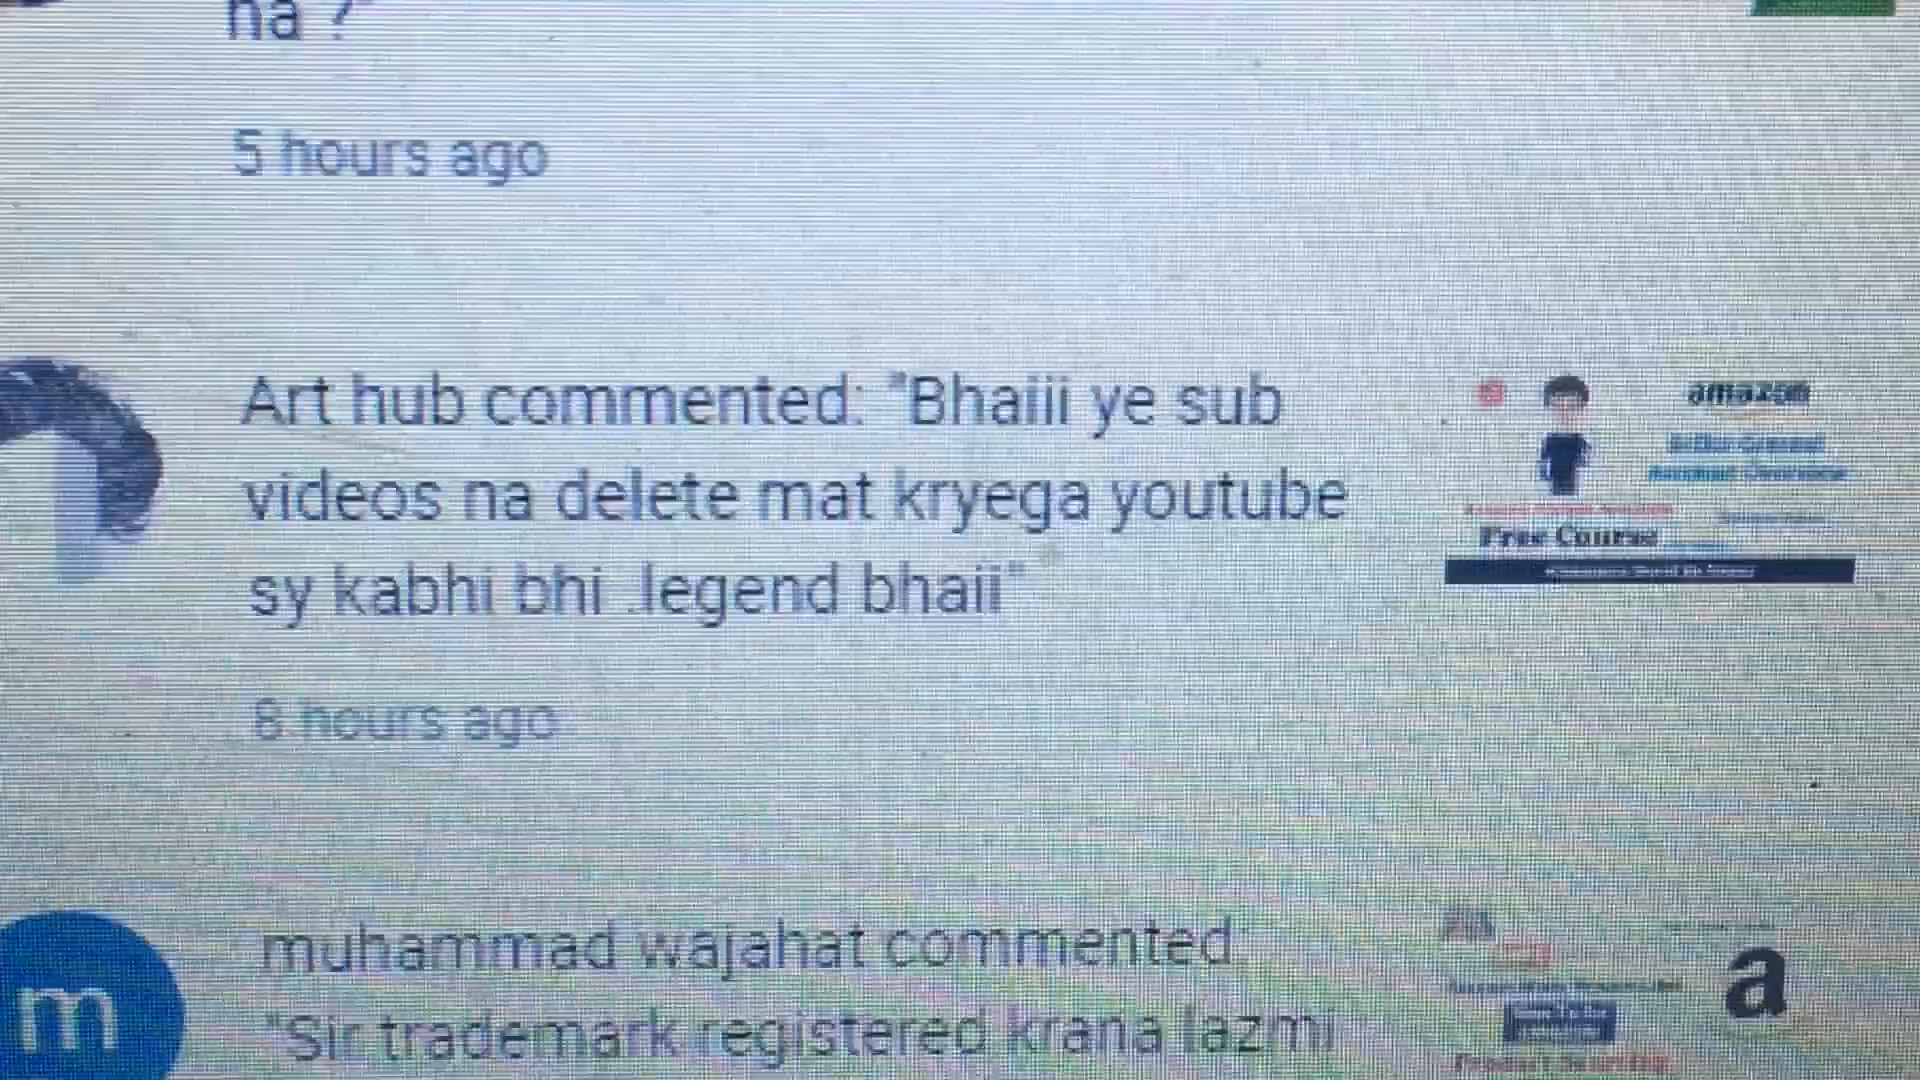 na ?"
5 hours ago
Art hub commented: "Bhaiii ye sub
videos na delete mat kryega youtube
sy kabhi bhi .legend bhaii"
8 hours ago
amazon
Free Course
m
muhammad wajahat commented:
"Sir trademark registered krana lazmi
a